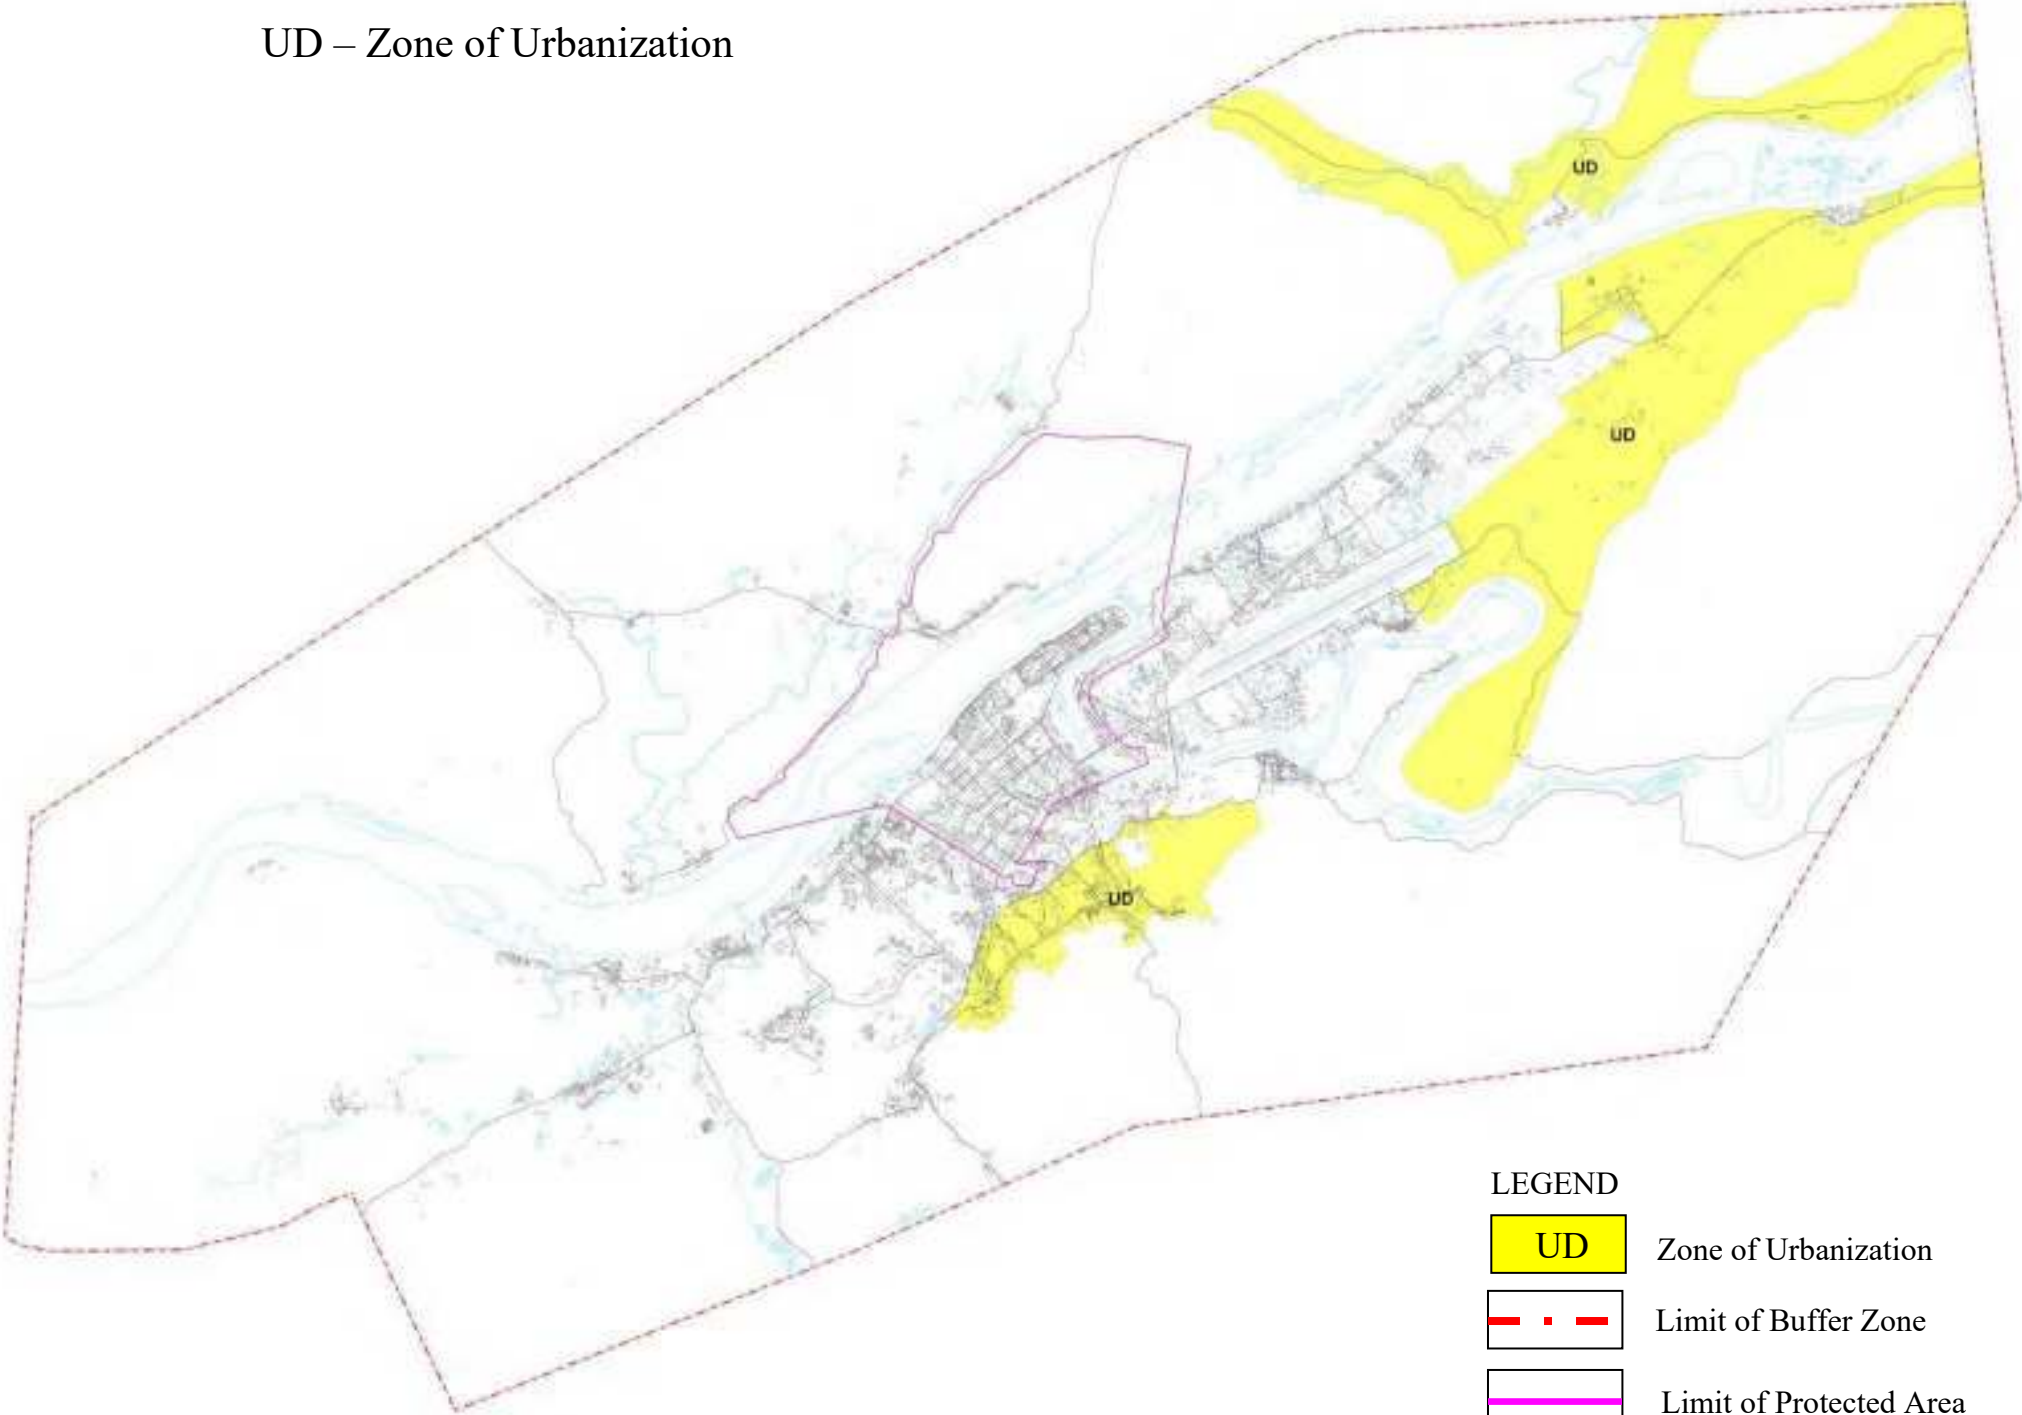 UD – Zone of Urbanization
UD
UD
UD
LEGEND
UD Zone of Urbanization
Limit of Buffer Zone
Limit of Protected Area